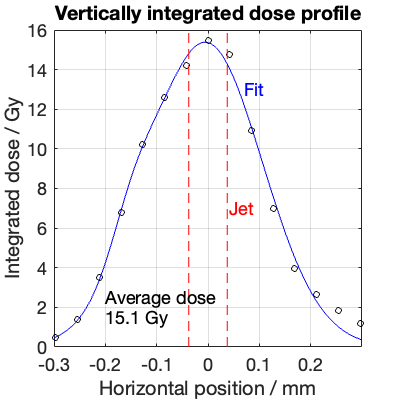 Vertically integrated dose profile
16
14
12
10
8
6
4
2
0
Integrated dose / Gy
Fit
Jet
Average dose
15.1 Gy
-0.3
-0.2
-0.1
0
0.1
0.2
Horizontal position / mm